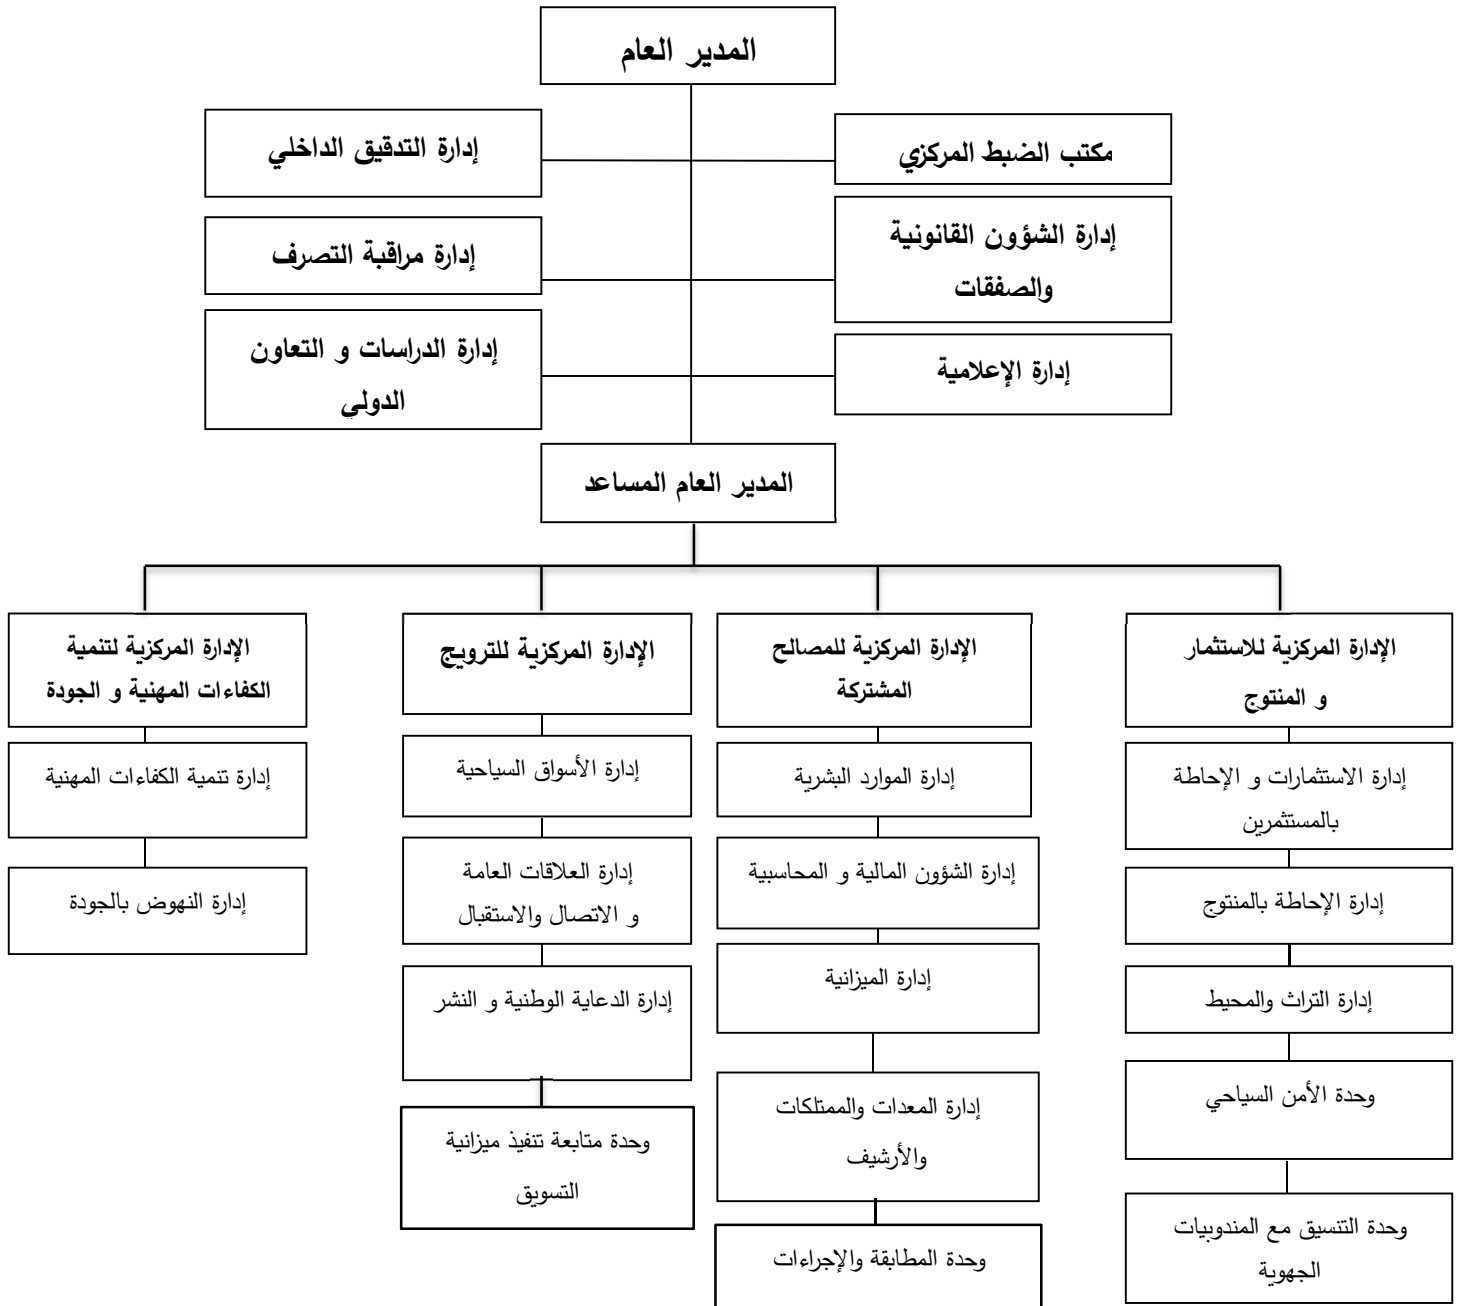 المدير العام
مكتب الضبط المركزي
إدارة التدقيق الداخلي
إدارة الشؤون القانونية
والصفقات
إدارة مراقبة التصرف
إدارة الإعلامية
إدارة الدراسات و التعاون
الدولي
المدير العام المساعد
الإدارة المركزية للاستثمار
و المنتوج
إدارة الاستثمارات و الإحاطة
بالمستثمرين
إدارة الإحاطة بالمنتوج
إدارة التراث والمحيط
وحدة الأمن السياحي
وحدة التنسيق مع المندوبيات
الجهوية
الإدارة المركزية للمصالح
المشتركة
إدارة الموارد البشرية
إدارة الشؤون المالية و المحاسبية
إدارة الميزانية
إدارة المعدات والممتلكات
والأرشيف
وحدة المطابقة والإجراءات
الإدارة المركزية للترويج
إدارة الأسواق السياحية
إدارة العلاقات العامة
و الاتصال والاستقبال
إدارة الدعاية الوطنية و النشر
وحدة متابعة تنفيذ ميزانية
التسويق
الإدارة المركزية لتنمية
الكفاءات المهنية و الجودة
إدارة تنمية الكفاءات المهنية
إدارة النهوض بالجودة